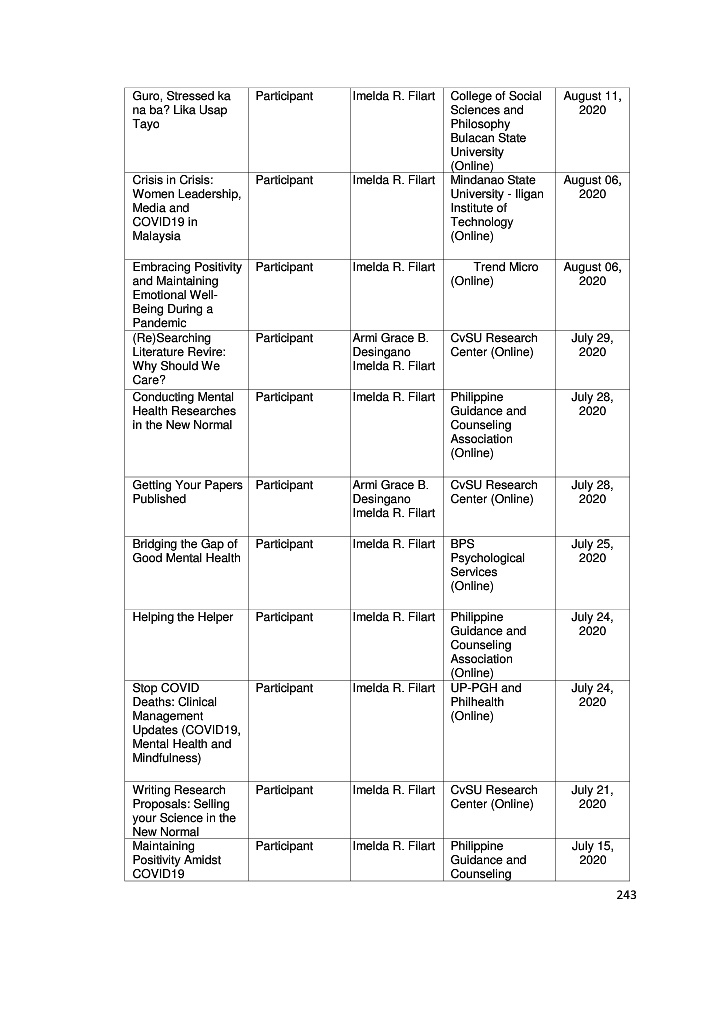 Guro, Stressed ka
na ba? Lika Usap
Tayo
Participant
Imelda R. Filart
College of Social
Sciences and
Philosophy
Bulacan State
University
(Online)
August 11,
2020
Crisis in Crisis:
Women Leadership,
Media and
COVID19 in
Malaysia
Participant
Imelda R. Filart
Mindanao State
University - Iligan
Institute of
Technology
(Online)
August 06,
2020
Embracing Positivity
and Maintaining
Emotional Well-
Being During a
Pandemic
Participant
Imelda R. Filart
Trend Micro
(Online)
August 06,
2020
(Re)Searching
Literature Revire:
Why Should We
Care?
Participant
Armi Grace B.
Desingano
Imelda R. Filart
CvSU Research
Center (Online)
July 29,
2020
Conducting Mental
Health Researches
in the New Normal
Participant
Imelda R. Filart
Philippine
Guidance and
Counseling
Association
(Online)
July 28,
2020
Getting Your Papers
Published
Participant
Armi Grace B.
Desingano
Imelda R. Filart
CvSU Research
Center (Online)
July 28,
2020
Bridging the Gap of
Good Mental Health
Participant
Imelda R. Filart
BPS
Psychological
Services
(Online)
July 25,
2020
Helping the Helper
Participant
Imelda R. Filart
Philippine
Guidance and
Counseling
Association
(Online)
July 24,
2020
Stop COVID
Deaths: Clinical
Management
Updates (COVID19,
Mental Health and
Mindfulness)
Participant
Imelda R. Filart
UP-PGH and
Philhealth
(Online)
July 24,
2020
Writing Research
Proposals: Selling
your Science in the
New Normal
Participant
Imelda R. Filart
CvSU Research
Center (Online)
July 21,
2020
Maintaining
Positivity Amidst
COVID19
Participant
Imelda R. Filart
Philippine
Guidance and
Counseling
July 15,
2020
243